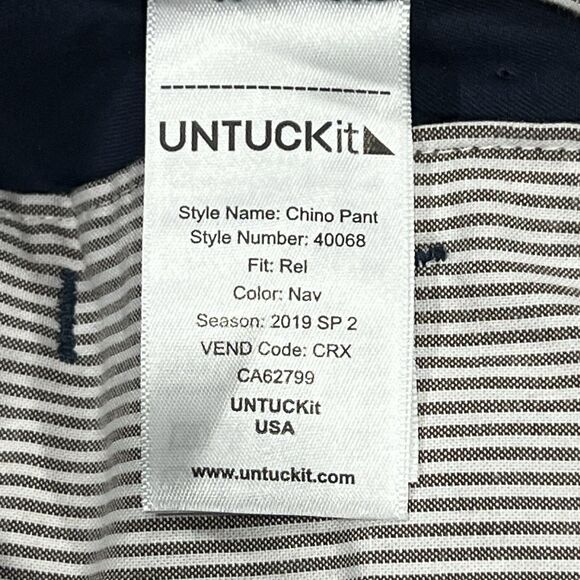 UNTUCKit
Style Name: Chino Pant
Style Number: 40068
Fit: Rel
Color: Nav
Season: 2019 SP 2
VEND Code: CRX
CA62799
UNTUCKit
USA
www.untuckit.com